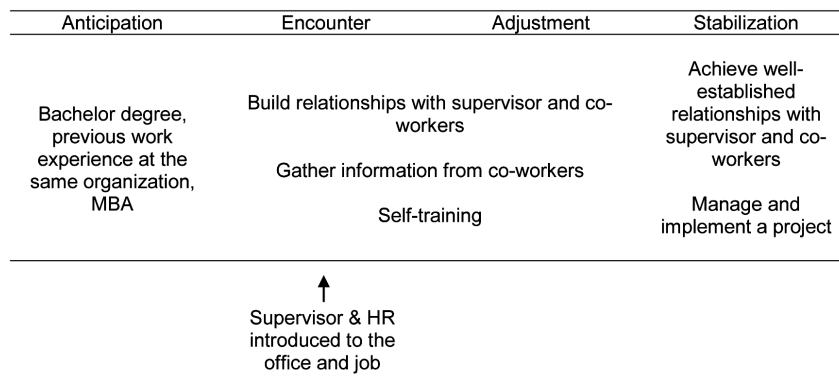 Anticipation Encounter Adjustment Stabilization
Bachelor degree,
previous work
experience at the
same organization,
MBA
Build relationships with supervisor and co-
workers
Gather information from co-workers
Self-training
Achieve well-
established
relationships with
supervisor and co-
workers
Manage and
implement a project
Supervisor & HR
introduced to the
office and job